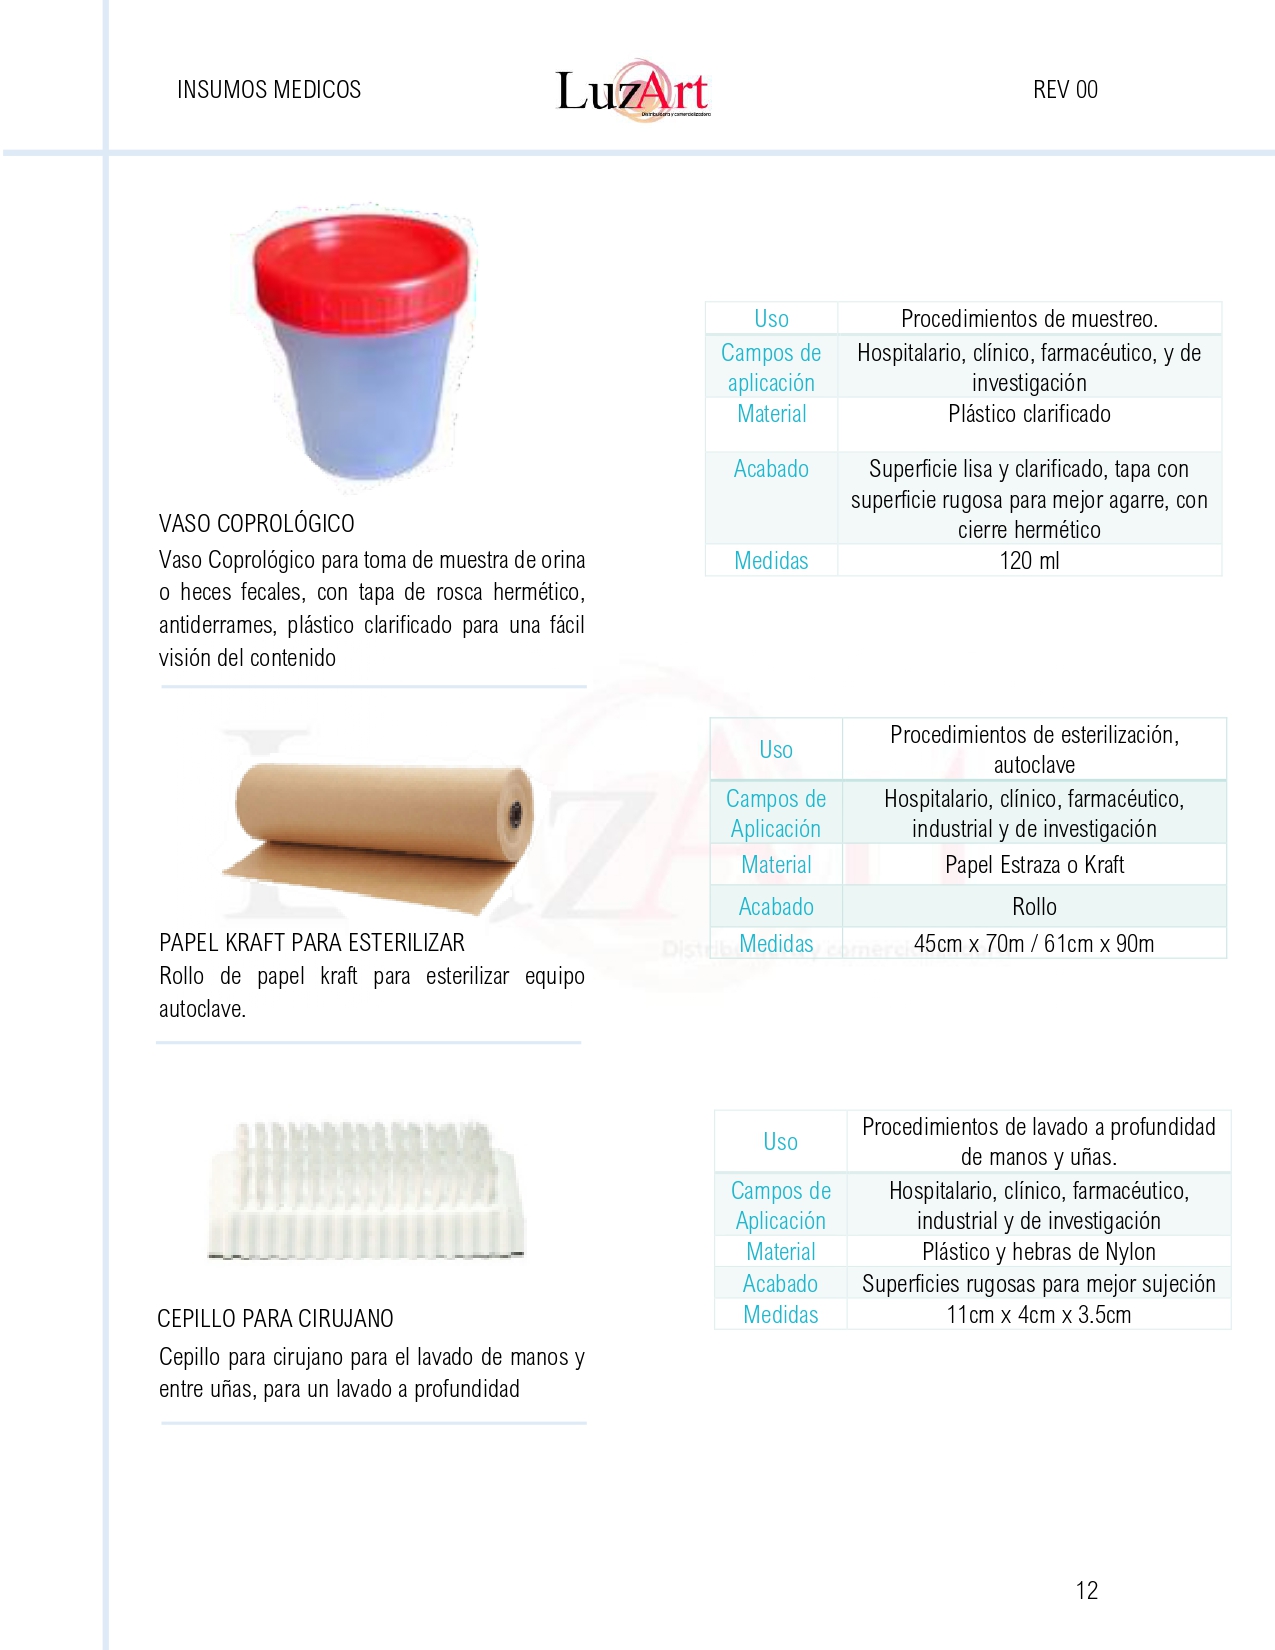 INSUMOS MEDICOS
LuzArt
Distribuidora y comercializadora
REV 00
VASO COPROLÓGICO
Vaso Coprológico para toma de muestra de orina
o heces fecales, con tapa de rosca hermético,
antiderrames, plástico clarificado para una fácil
visión del contenido
Uso Procedimientos de muestreo.
Campos de aplicación Hospitalario, clínico, farmacéutico, y de
investigación
Material Plástico clarificado
Acabado Superficie lisa y clarificado, tapa con
superficie rugosa para mejor agarre, con
cierre hermético
Medidas 120 ml
PAPEL KRAFT PARA ESTERILIZAR
Rollo de papel kraft para esterilizar equipo
autoclave.
Uso Procedimientos de esterilización,
autoclave
Campos de Aplicación Hospitalario, clínico, farmacéutico,
industrial y de investigación
Material Papel Estraza o Kraft
Acabado Rollo
Medidas 45cm x 70m / 61cm x 90m
CEPILLO PARA CIRUJANO
Cepillo para cirujano para el lavado de manos y
entre uñas, para un lavado a profundidad
Uso Procedimientos de lavado a profundidad
de manos y uñas.
Campos de Aplicación Hospitalario, clínico, farmacéutico,
industrial y de investigación
Material Plástico y hebras de Nylon
Acabado Superficies rugosas para mejor sujeción
Medidas 11cm x 4cm x 3.5cm
12